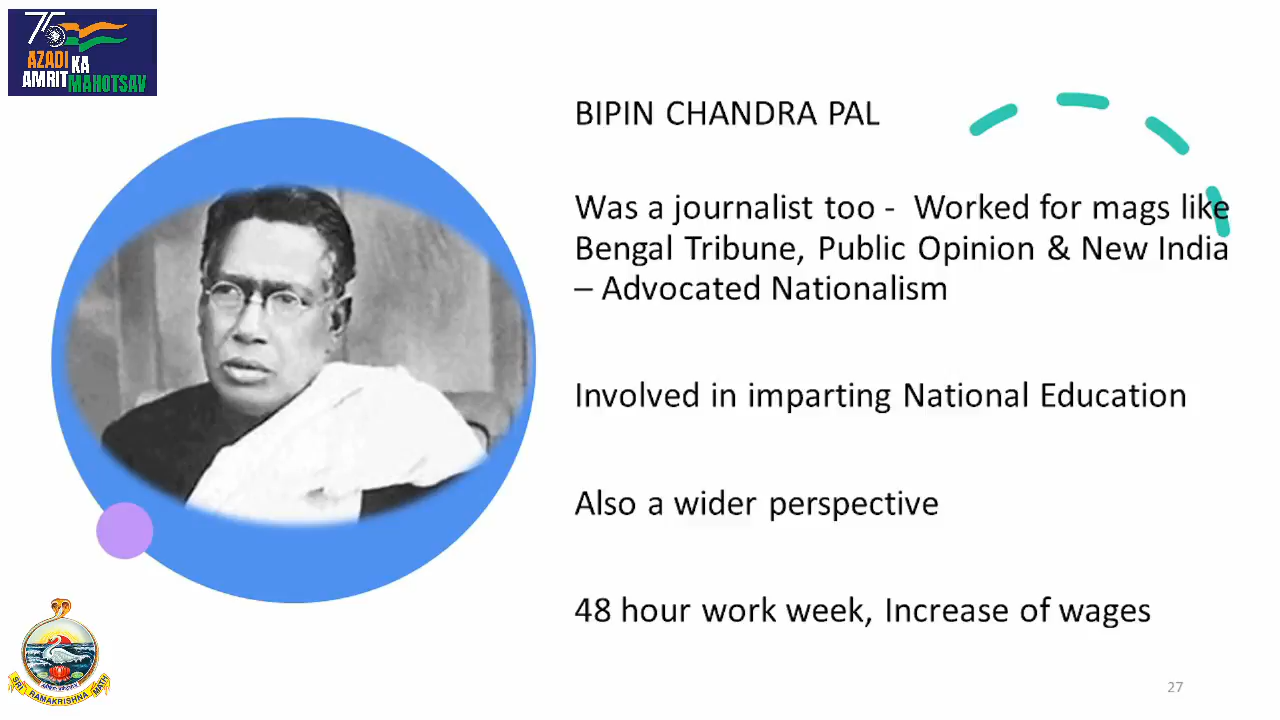 75
AZADI
KA
AMRIT
MAHOTSAV
BIPIN CHANDRA PAL
Was a journalist too - Worked for mags like
Bengal Tribune, Public Opinion & New India
– Advocated Nationalism
Involved in imparting National Education
Also a wider perspective
48 hour work week, Increase of wages
SRI RAMAKRISHNA MATH
27